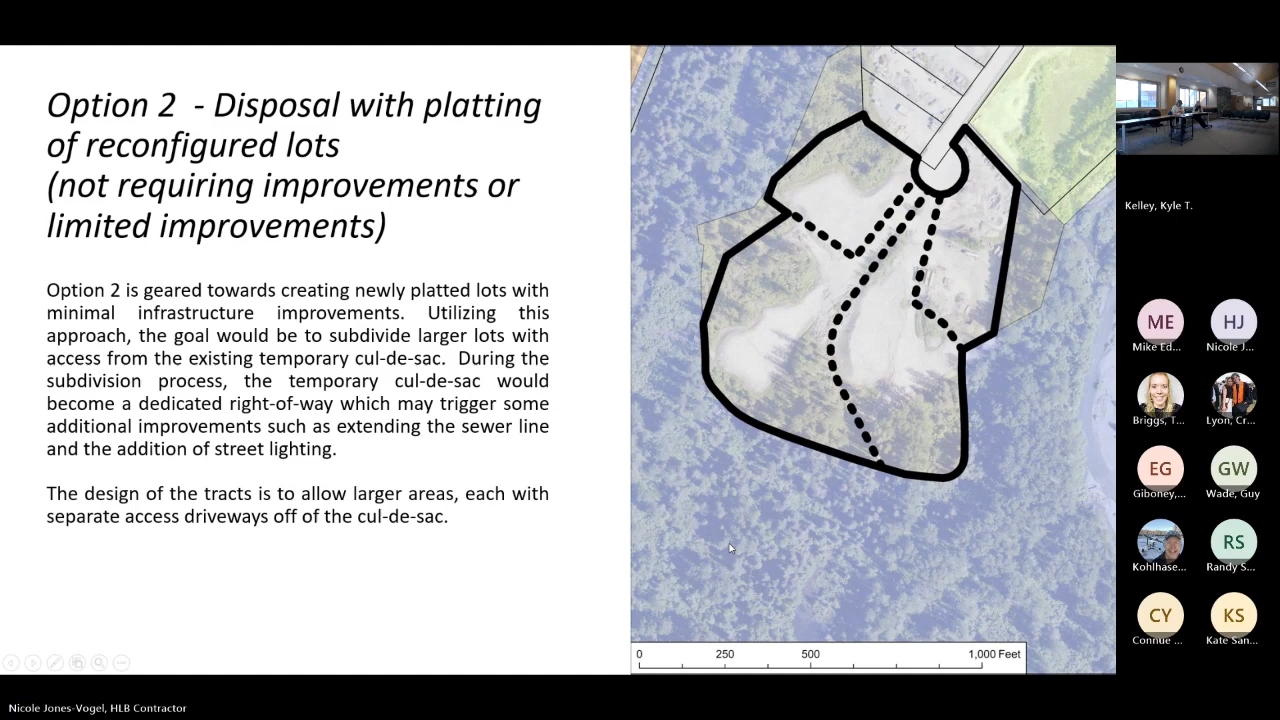 Option 2 - Disposal with platting
of reconfigured lots
(not requiring improvements or
limited improvements)
Option 2 is geared towards creating newly platted lots with
minimal infrastructure improvements. Utilizing this
approach, the goal would be to subdivide larger lots with
access from the existing temporary cul-de-sac. During the
subdivision process, the temporary cul-de-sac would
become a dedicated right-of-way which may trigger some
additional improvements such as extending the sewer line
and the addition of street lighting.
The design of the tracts is to allow larger areas, each with
separate access driveways off of the cul-de-sac.
0 250 500 1,000 Feet
Kelley, Kyle T.
ME HJ
Mike Ed... Nicole J...
Briggs, T... Lyon, Cr...
EG GW
Giboney,... Wade, Guy
RS
Kohlhase... Randy S...
CY KS
Connue ... Kate San...
Nicole Jones-Vogel, HLB Contractor